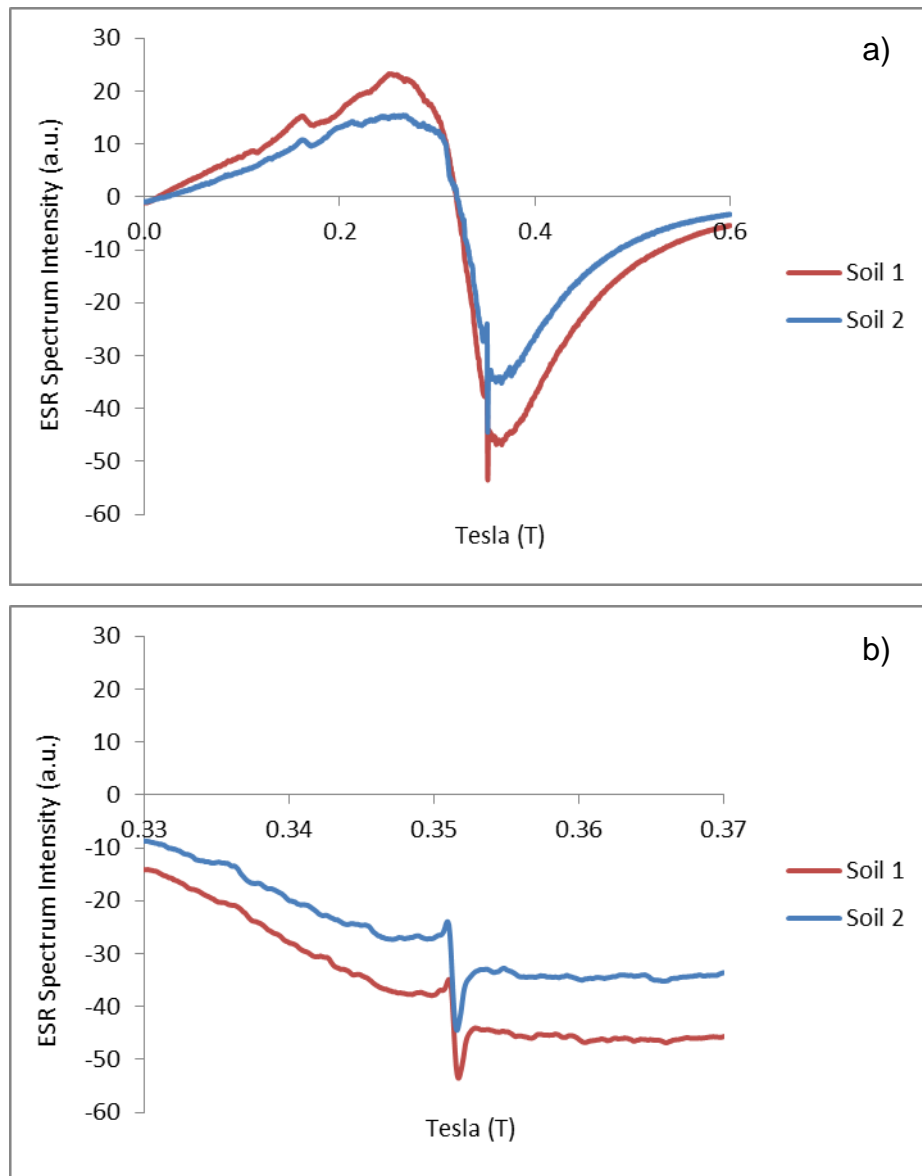 a)
30
20
10
0
-10
-20
-30
-40
-50
-60
0.0 0.2 0.4 0.6
ESR Spectrum Intensity (a.u.)
Tesla (T)
Soil 1
Soil 2
b)
30
20
10
0
-10
-20
-30
-40
-50
-60
0.33 0.34 0.35 0.36 0.37
ESR Spectrum Intensity (a.u.)
Tesla (T)
Soil 1
Soil 2